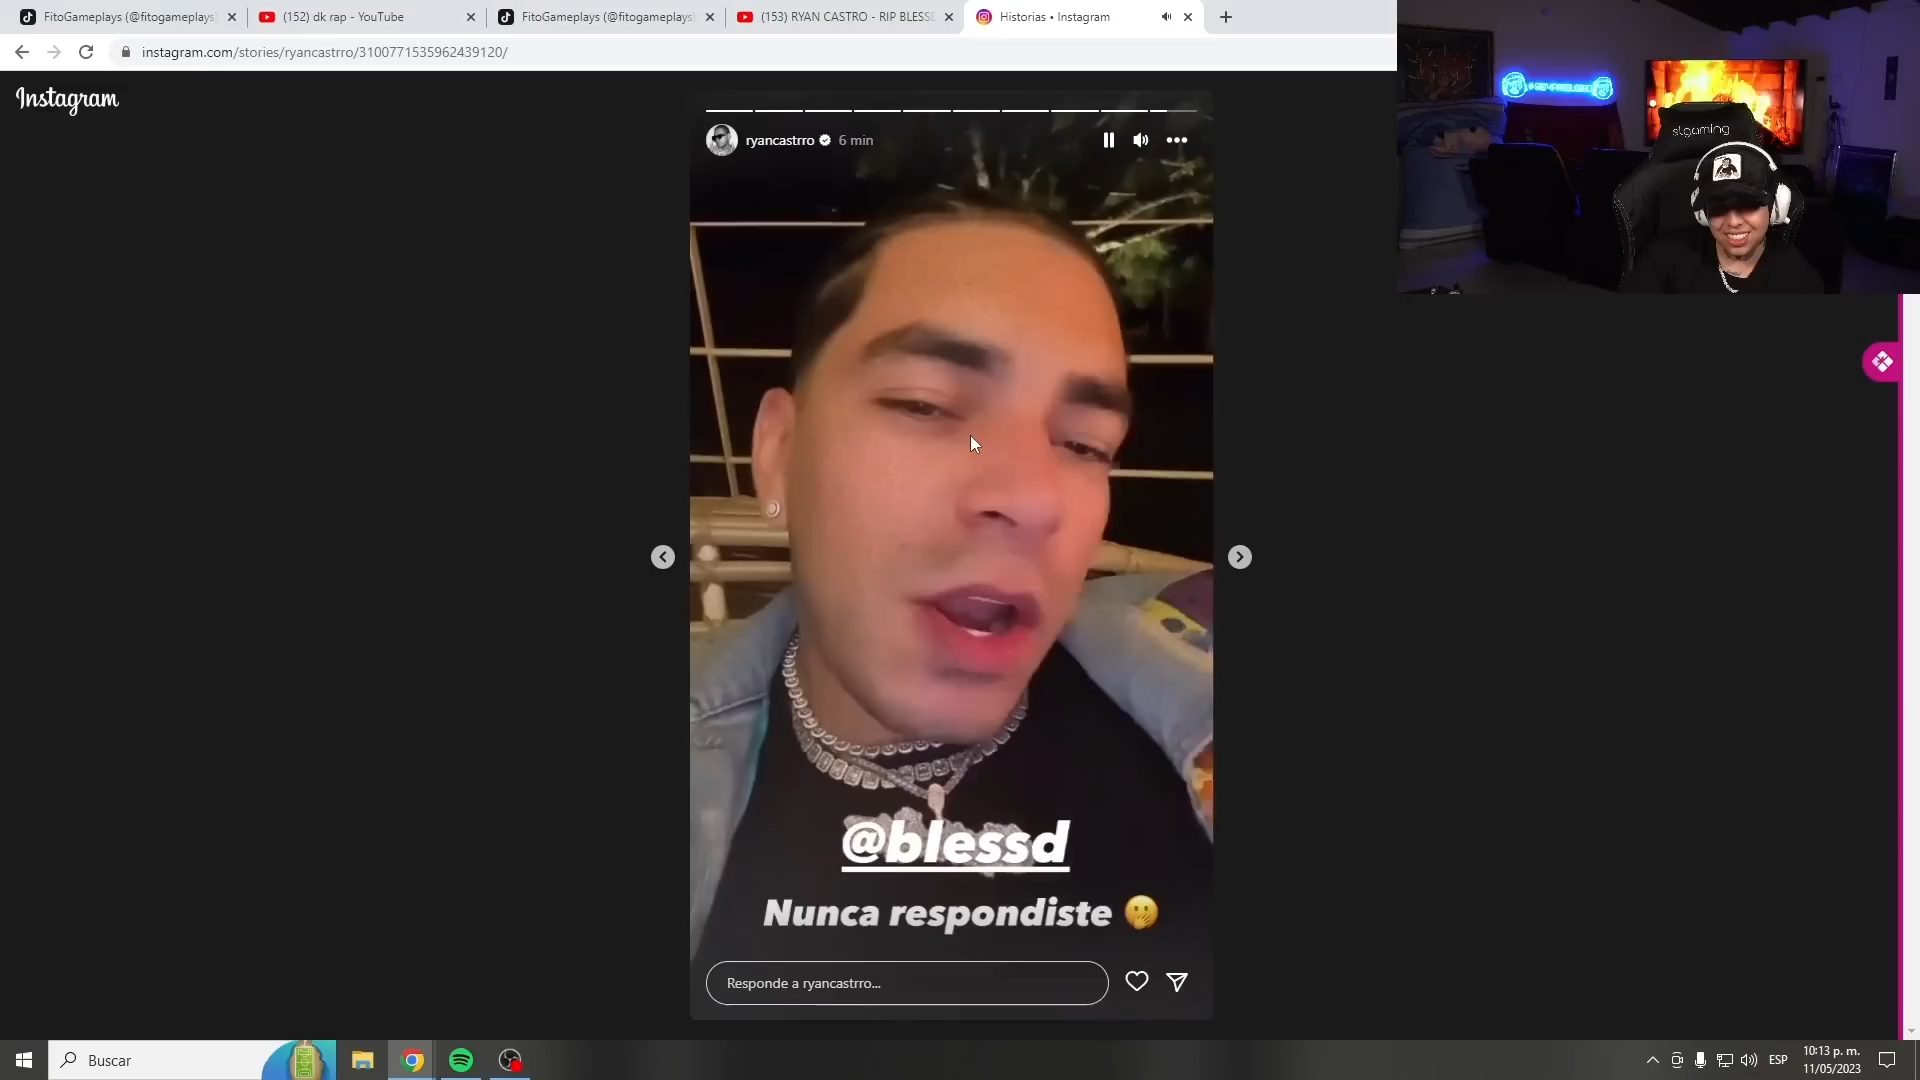 FitoGameplays (@fitogameplays
(152) dk rap - YouTube
FitoGameplays (@fitogameplays
(153) RYAN CASTRO - RIP BLESS
Historias • Instagram
instagram.com/stories/ryancastrro/3100771535962439120/
Instagram
ryancastrro 6 min
slgaming
@blessd
Nunca respondiste 🫢
Responde a ryancastrro...
Buscar
ESP
10:13 p. m.
11/05/2023